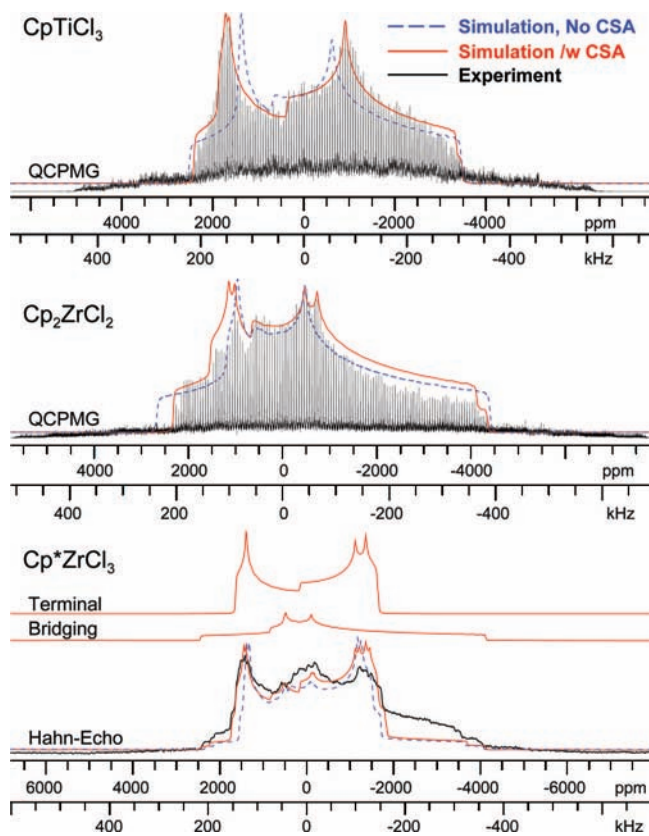 CpTiCl3
Simulation, No CSA
Simulation /w CSA
Experiment
QCPMG
4000 2000 0 -2000 -4000 ppm
400 200 0 -200 -400 kHz
Cp2ZrCl2
QCPMG
4000 2000 0 -2000 -4000 ppm
400 200 0 -200 -400 kHz
Cp*ZrCl3
Terminal
Bridging
Hahn-Echo
6000 4000 2000 0 -2000 -4000 -6000 ppm
400 200 0 -200 -400 kHz